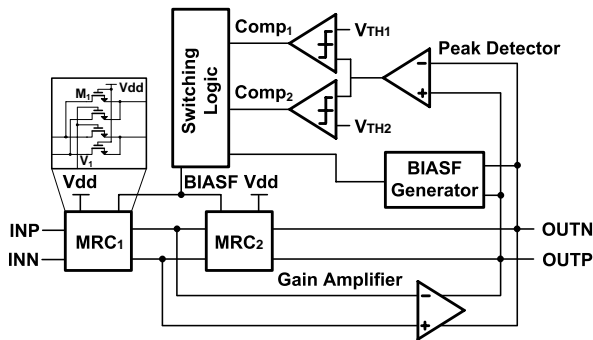 Comp1
VTH1
Peak Detector
Switching Logic
Comp2
VTH2
M1
Vdd
V1
BIASF Generator
Vdd
BIASF
Vdd
INP
INN
MRC1
MRC2
OUTN
OUTP
Gain Amplifier
−
+
−
+